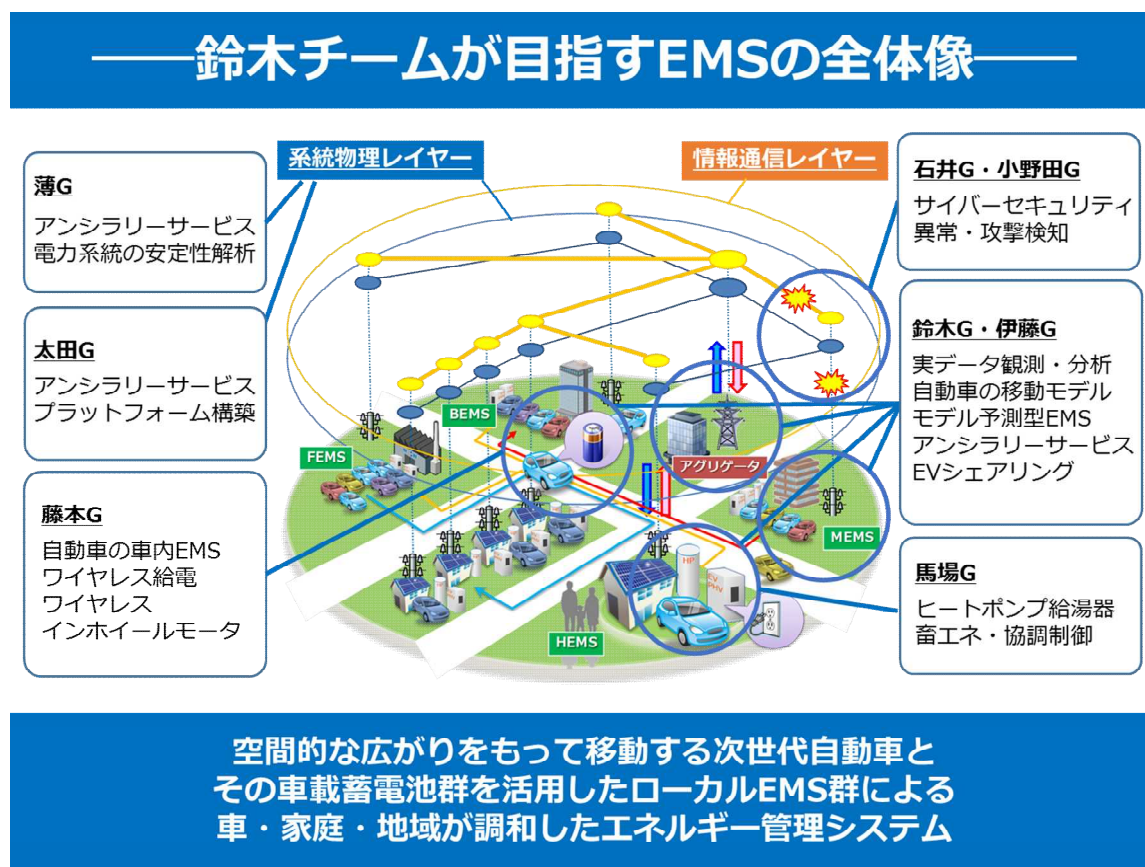 鈴木チームが目指すEMSの全体像
系統物理レイヤー
情報通信レイヤー
薄G
アンシラリーサービス
電力系統の安定性解析
太田G
アンシラリーサービス
プラットフォーム構築
藤本G
自動車の車内EMS
ワイヤレス給電
ワイヤレス
インホイールモータ
石井G・小野田G
サイバーセキュリティ
異常・攻撃検知
鈴木G・伊藤G
実データ観測・分析
自動車の移動モデル
モデル予測型EMS
アンシラリーサービス
EVシェアリング
馬場G
ヒートポンプ給湯器
畜エネ・協調制御
BEMS
FEMS
アグリゲータ
MEMS
HP
EV
PHV
HEMS
空間的な広がりをもって移動する次世代自動車と
その車載蓄電池群を活用したローカルEMS群による
車・家庭・地域が調和したエネルギー管理システム